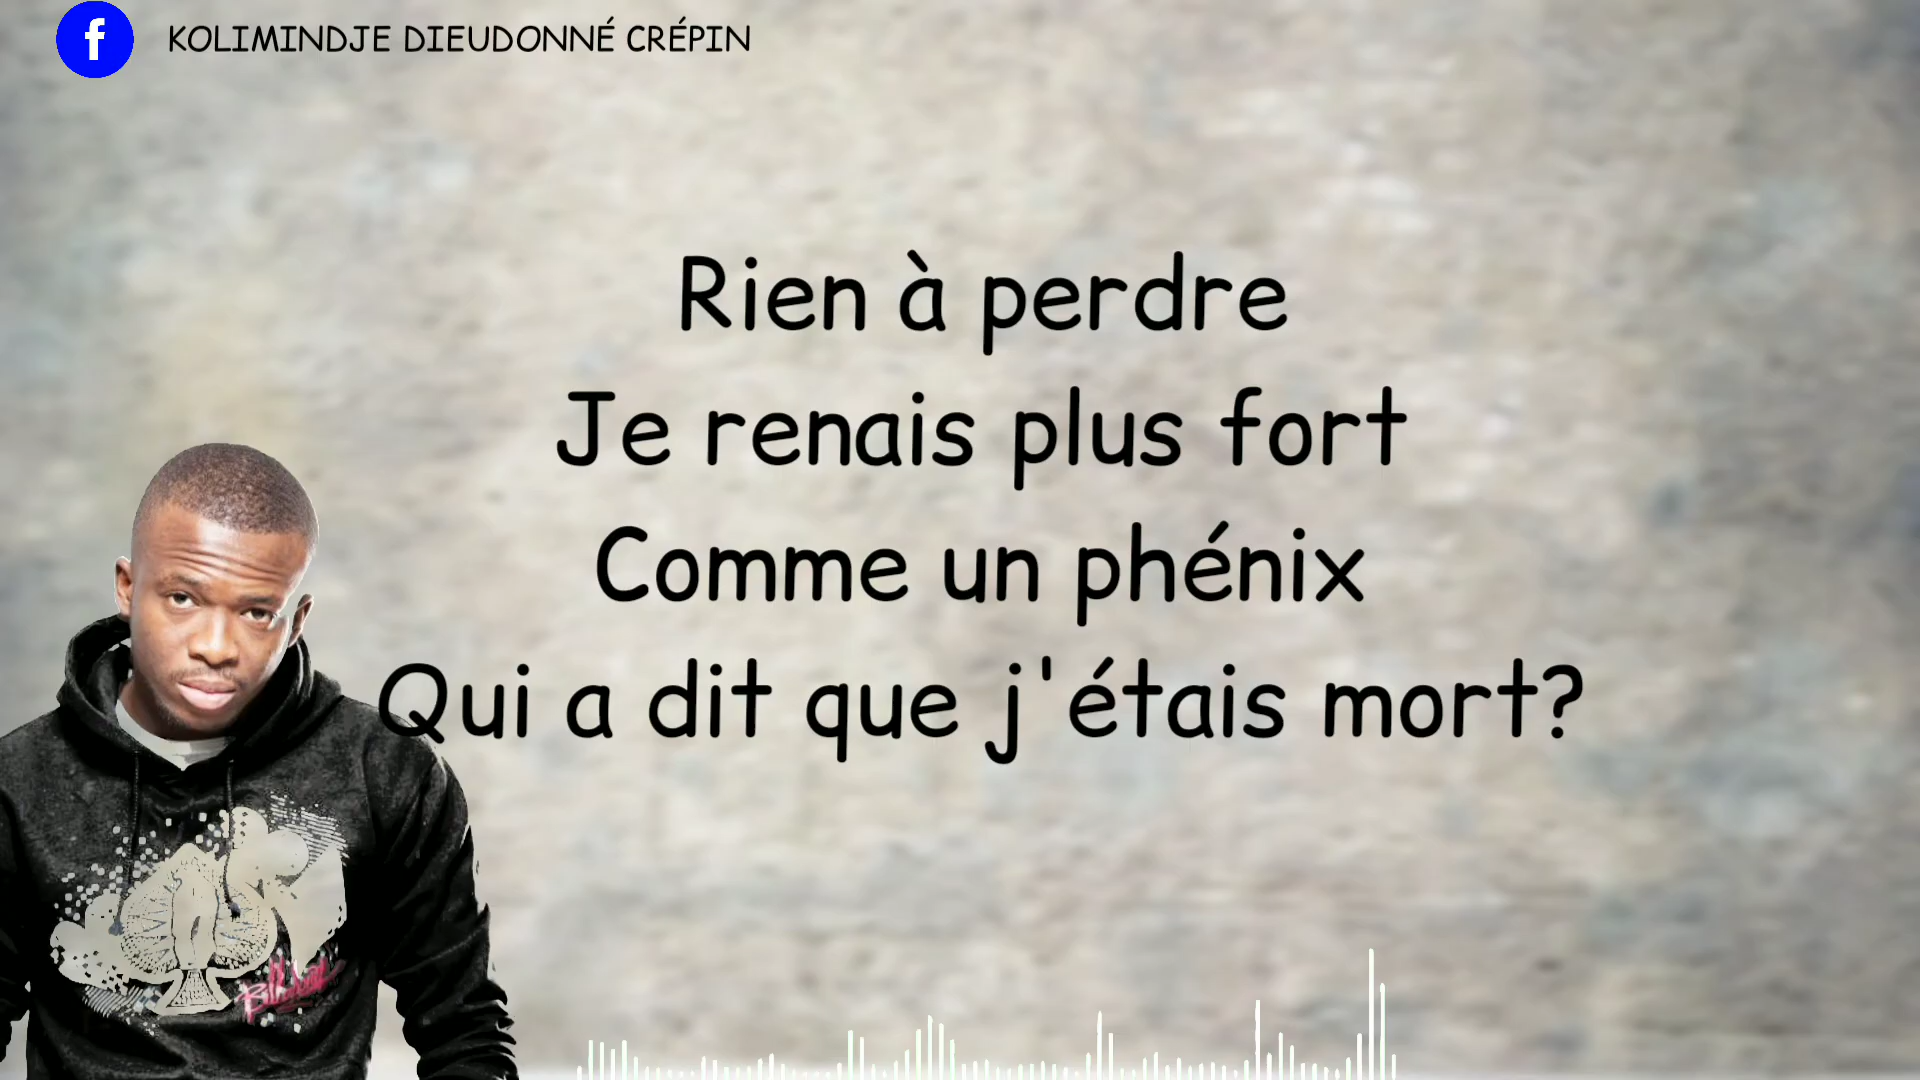 KOLIMINDJE DIEUDONNÉ CRÉPIN
Rien à perdre
Je renais plus fort
Comme un phénix
Qui a dit que j'étais mort?